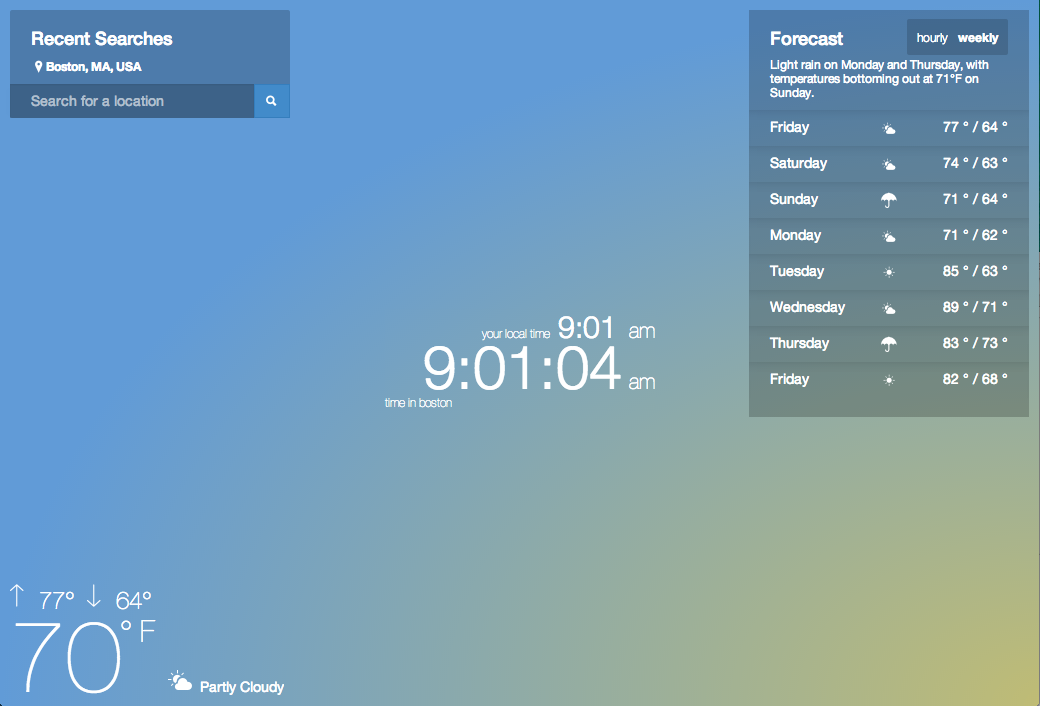 Recent Searches
Boston, MA, USA
Search for a location
Forecast
hourly weekly
Light rain on Monday and Thursday, with
temperatures bottoming out at 71°F on
Sunday.
Friday 77 ° / 64 °
Saturday 74 ° / 63 °
Sunday 71 ° / 64 °
Monday 71 ° / 62 °
Tuesday 85 ° / 63 °
Wednesday 89 ° / 71 °
Thursday 83 ° / 73 °
Friday 82 ° / 68 °
your local time 9:01 am
9:01:04 am
time in boston
↑ 77° ↓ 64°
70° F
Partly Cloudy